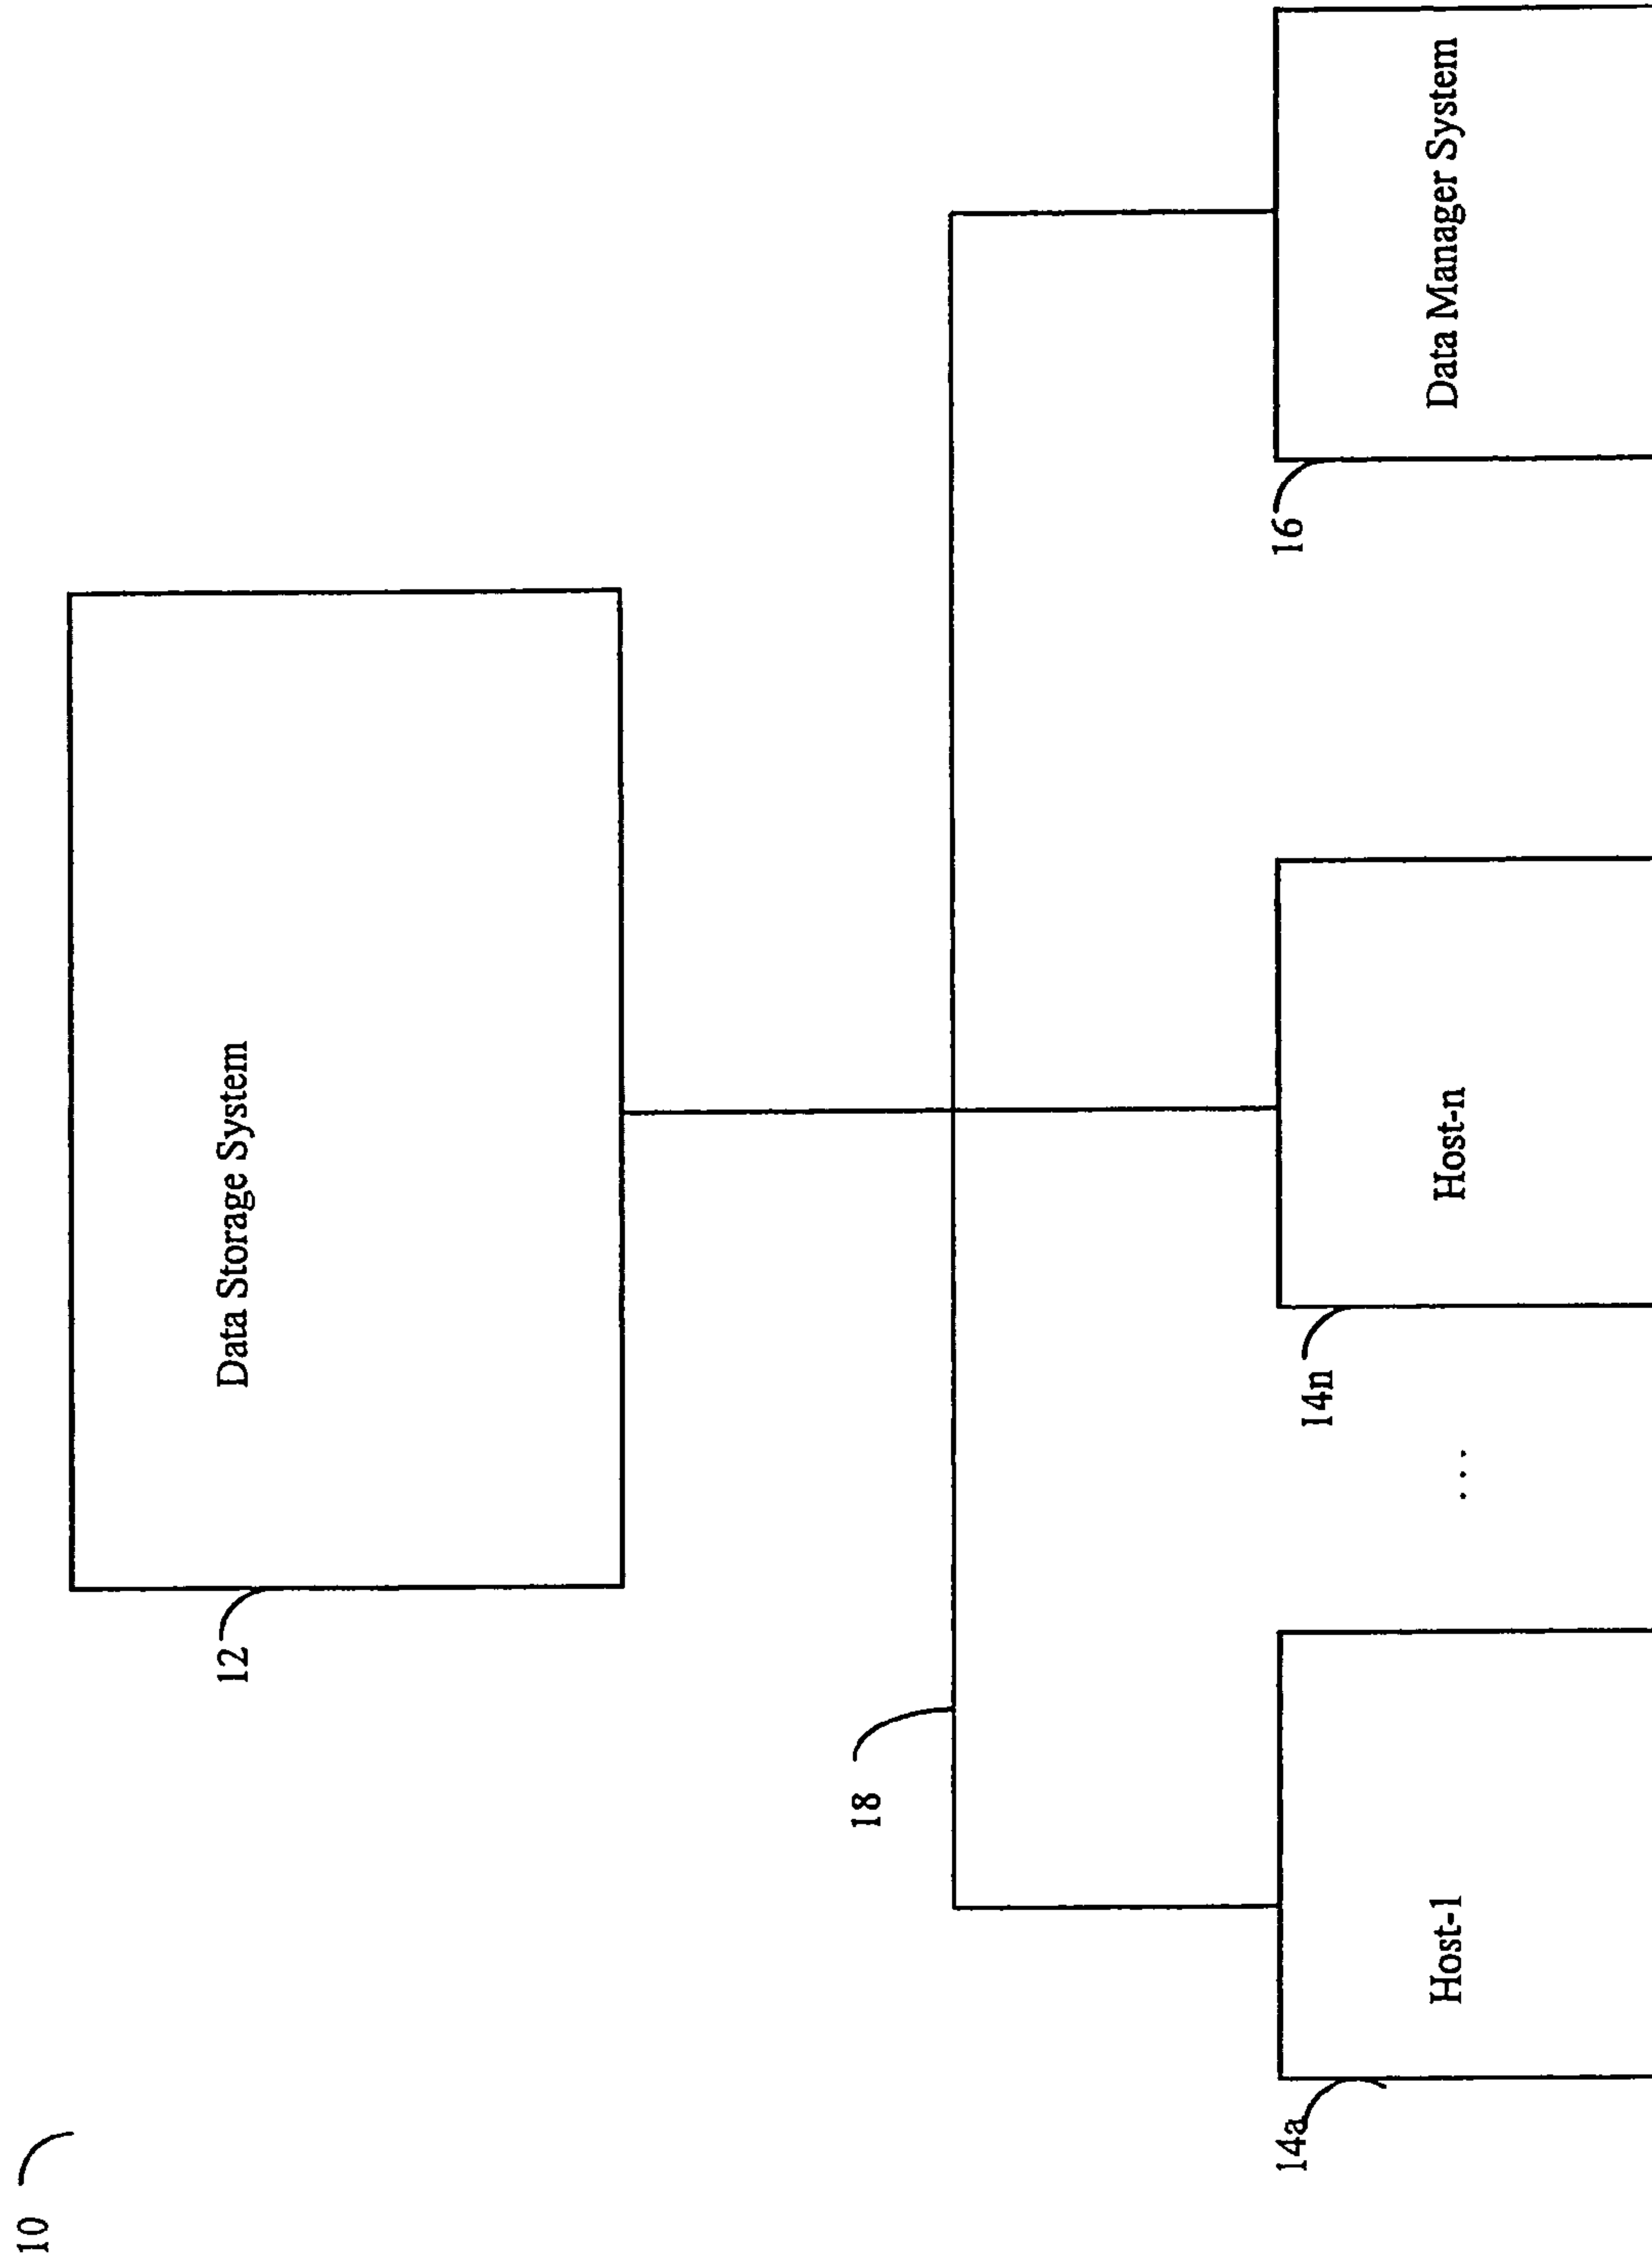 10
Data Storage System
12
18
Host-1
14a
...
Host-n
14n
Data Manager System
16